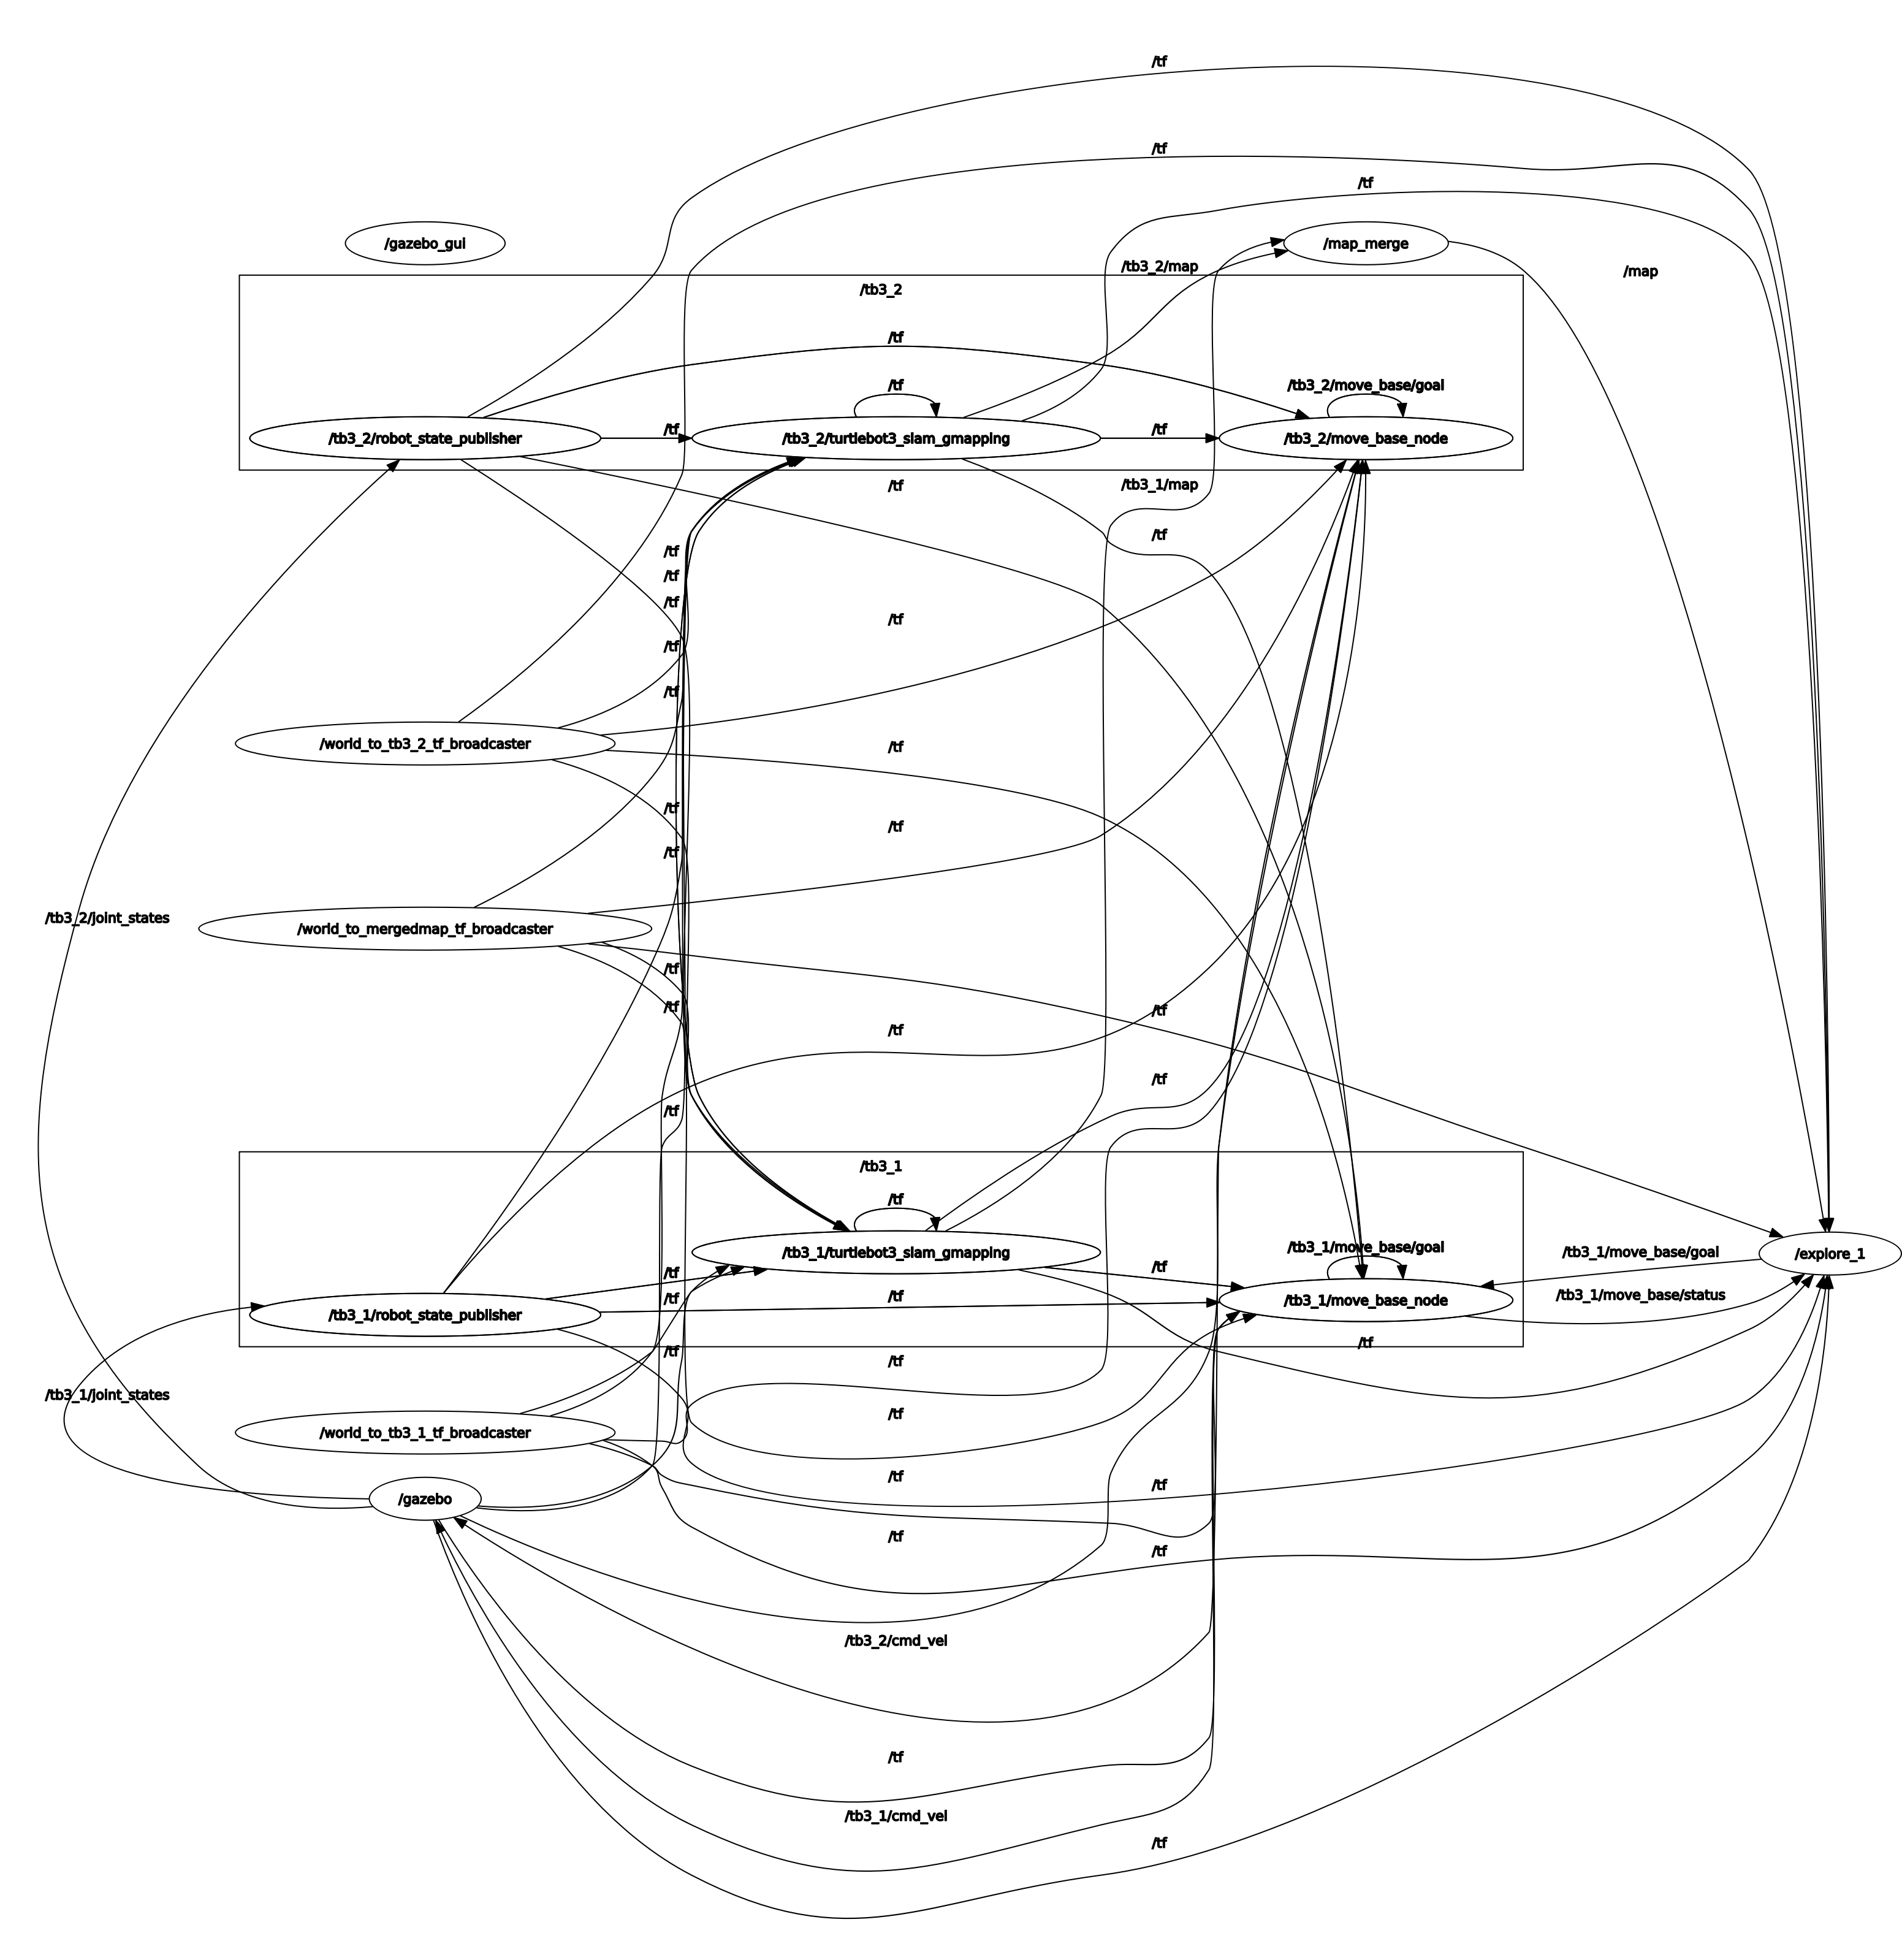 /tf
/tf
/tf
/gazebo_gui
/map_merge
/tb3_2/map
/map
/tb3_2
/tf
/tf
/tb3_2/move_base/goal
/tb3_2/robot_state_publisher
/tf
/tb3_2/turtlebot3_slam_gmapping
/tf
/tb3_2/move_base_node
/tf
/tb3_1/map
/tf
/tf
/tf
/tf
/tf
/tf
/tf
/world_to_tb3_2_tf_broadcaster
/tf
/tf
/tf
/tf
/tb3_2/joint_states
/world_to_mergedmap_tf_broadcaster
/tf
/tf
/tf
/tf
/tf
/tf
/tb3_1
/tf
/tb3_1/move_base/goal
/tb3_1/turtlebot3_slam_gmapping
/tb3_1/move_base/goal
/explore_1
/tf
/tf
/tf
/tf
/tb3_1/move_base/status
/tb3_1/move_base_node
/tb3_1/robot_state_publisher
/tf
/tf
/tf
/tb3_1/joint_states
/tf
/world_to_tb3_1_tf_broadcaster
/tf
/tf
/gazebo
/tf
/tf
/tb3_2/cmd_vel
/tf
/tb3_1/cmd_vel
/tf